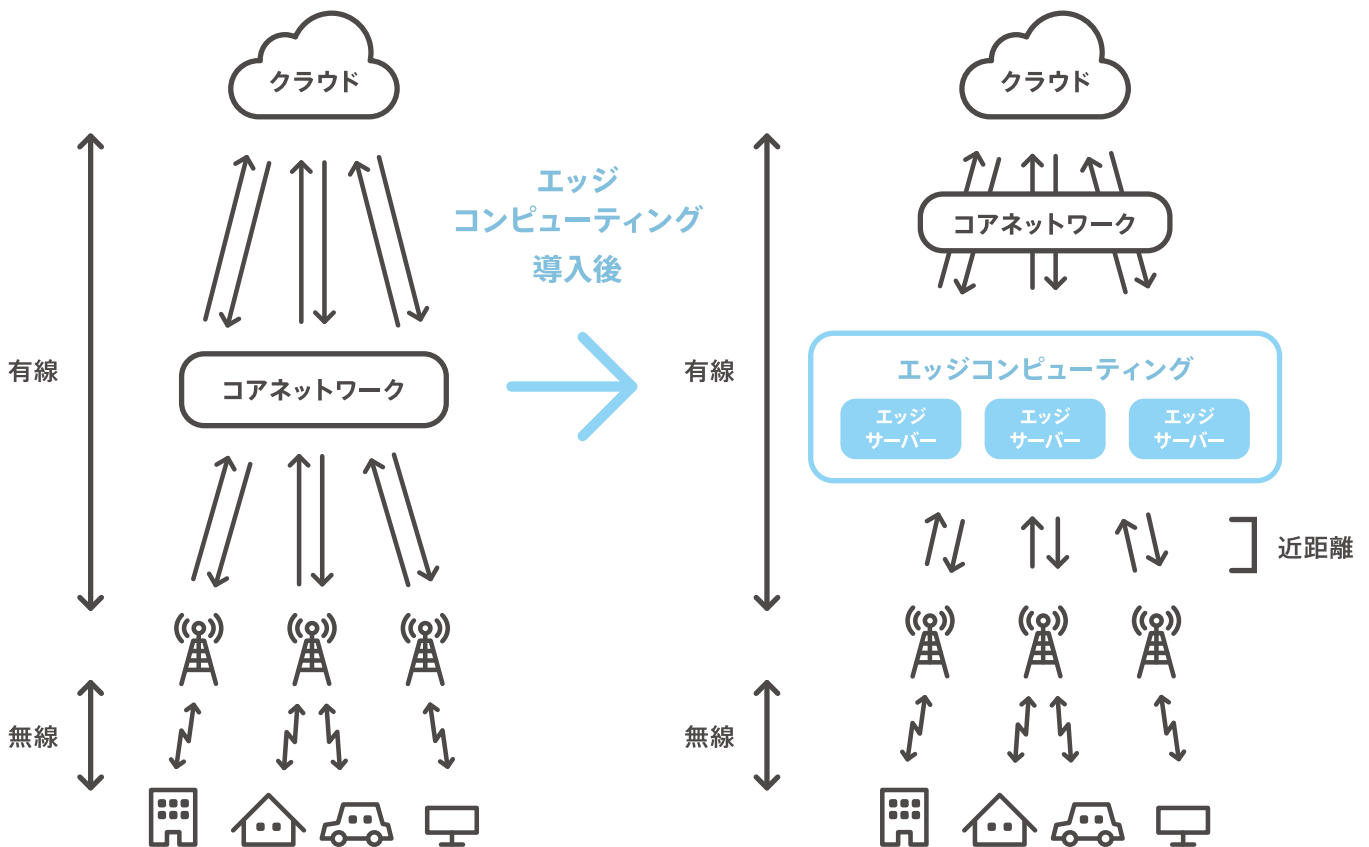 クラウド
有線
コアネットワーク
無線
エッジ
コンピューティング
導入後
クラウド
コアネットワーク
有線
エッジコンピューティング
エッジ
サーバー
エッジ
サーバー
エッジ
サーバー
近距離
無線